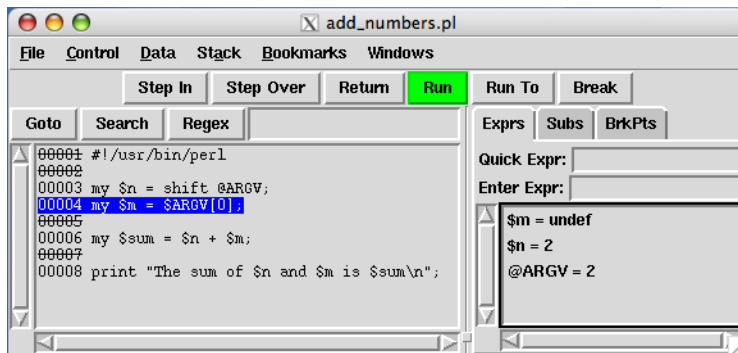 add_numbers.pl
File Control Data Stack Bookmarks Windows
Step In Step Over Return Run Run To Break
Goto Search Regex
Exprs Subs BrkPts
Quick Expr:
Enter Expr:
00001 #!/usr/bin/perl
00002
00003 my $n = shift @ARGV;
00004 my $m = $ARGV[0];
00005
00006 my $sum = $n + $m;
00007
00008 print "The sum of $n and $m is $sum\n";
$m = undef
$n = 2
@ARGV = 2